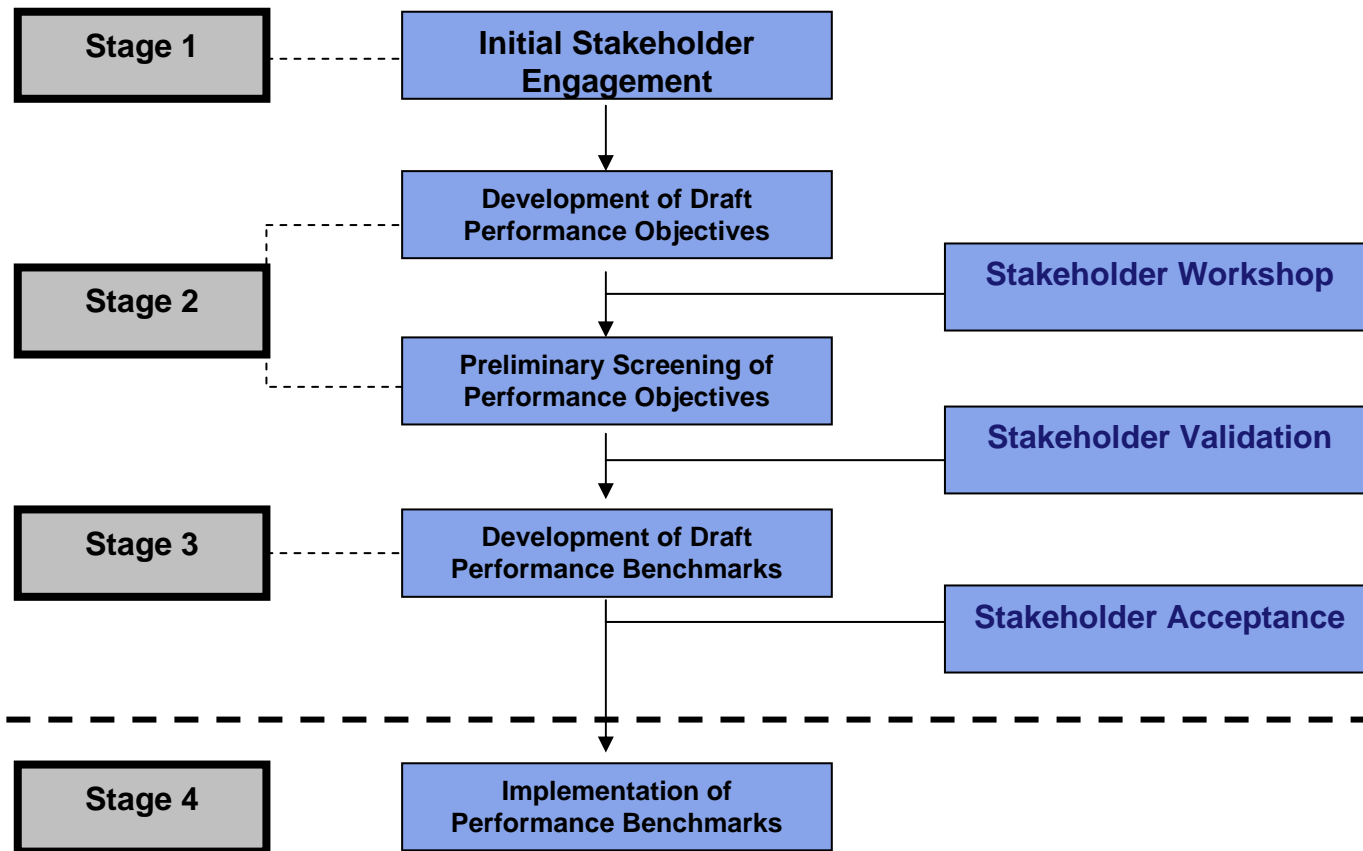 Stage 1
Initial Stakeholder
Engagement
Development of Draft
Performance Objectives
Stakeholder Workshop
Stage 2
Preliminary Screening of
Performance Objectives
Stakeholder Validation
Stage 3
Development of Draft
Performance Benchmarks
Stakeholder Acceptance
Stage 4
Implementation of
Performance Benchmarks